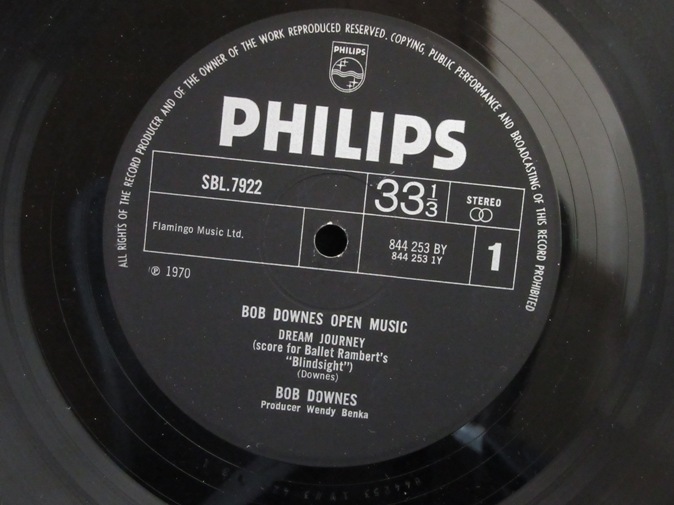 ALL RIGHTS OF THE RECORD PRODUCER AND OF THE OWNER OF THE WORK REPRODUCED RESERVED. COPYING, PUBLIC PERFORMANCE AND BROADCASTING OF THIS RECORD PROHIBITED
PHILIPS
PHILIPS
SBL.7922
33 1/3
STEREO
Flamingo Music Ltd.
844 253 BY
844 253 1Y
1
℗ 1970
BOB DOWNES OPEN MUSIC
DREAM JOURNEY
(score for Ballet Rambert's
"Blindsight")
(Downes)
BOB DOWNES
Producer Wendy Benka